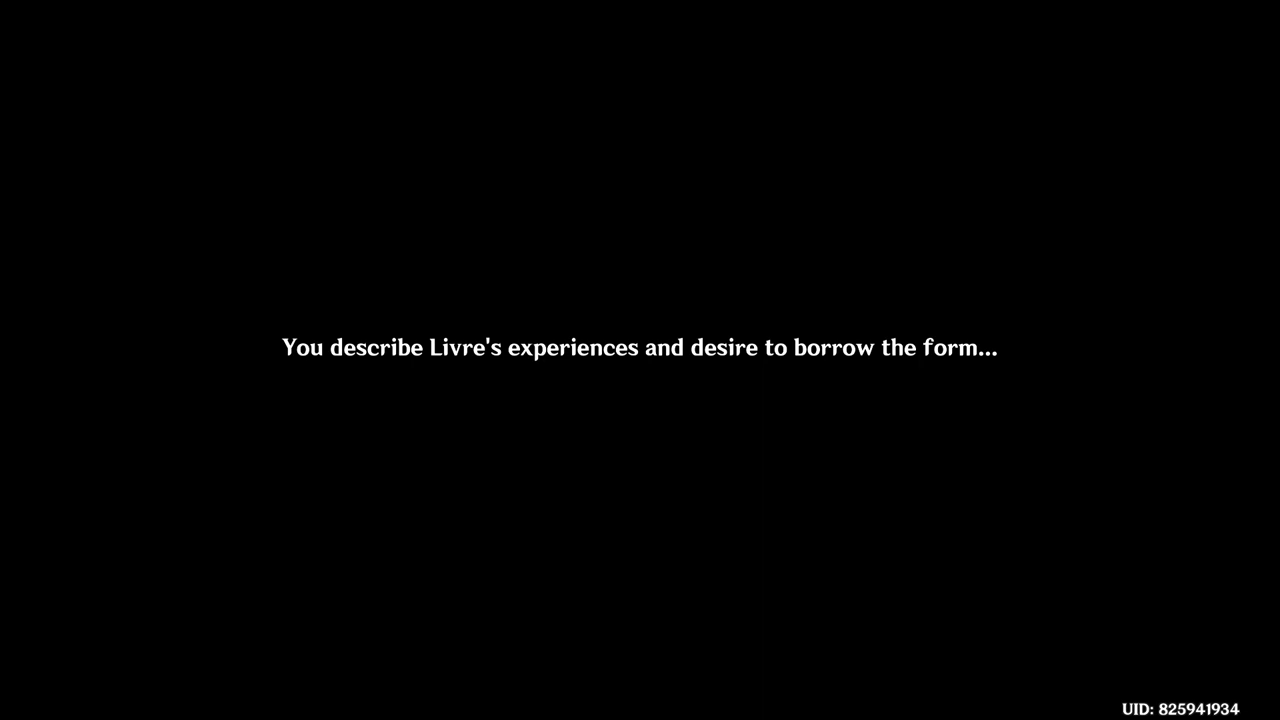 You describe Livre's experiences and desire to borrow the form...
UID: 825941934